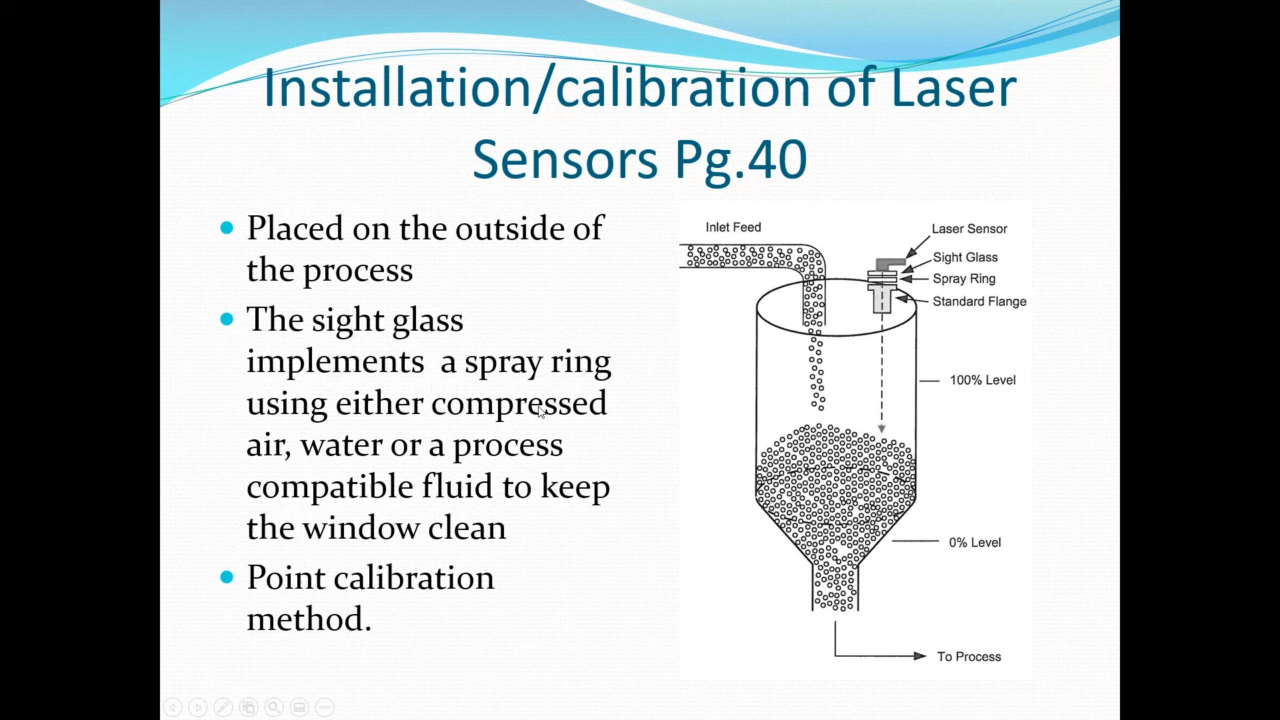 Installation/calibration of Laser
Sensors Pg.40
Placed on the outside of
the process
The sight glass
implements a spray ring
using either compressed
air, water or a process
compatible fluid to keep
the window clean
Point calibration
method.
Inlet Feed
Laser Sensor
Sight Glass
Spray Ring
Standard Flange
100% Level
0% Level
To Process